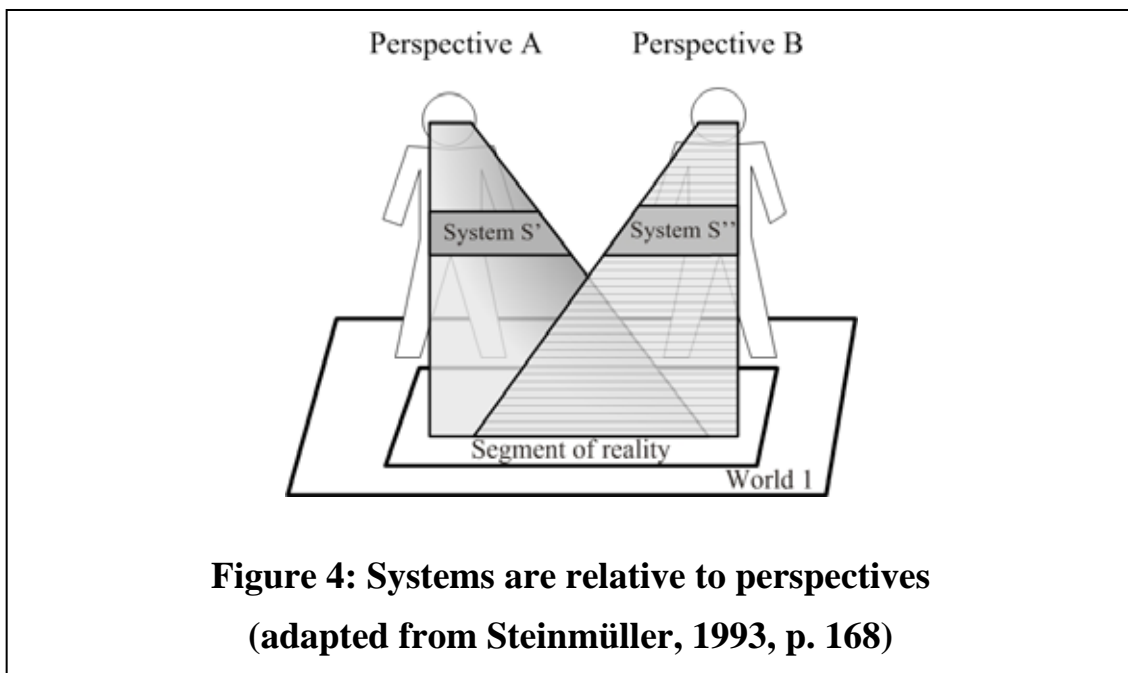 Perspective A Perspective B
System S' System S''
Segment of reality
World 1
Figure 4: Systems are relative to perspectives
(adapted from Steinmüller, 1993, p. 168)